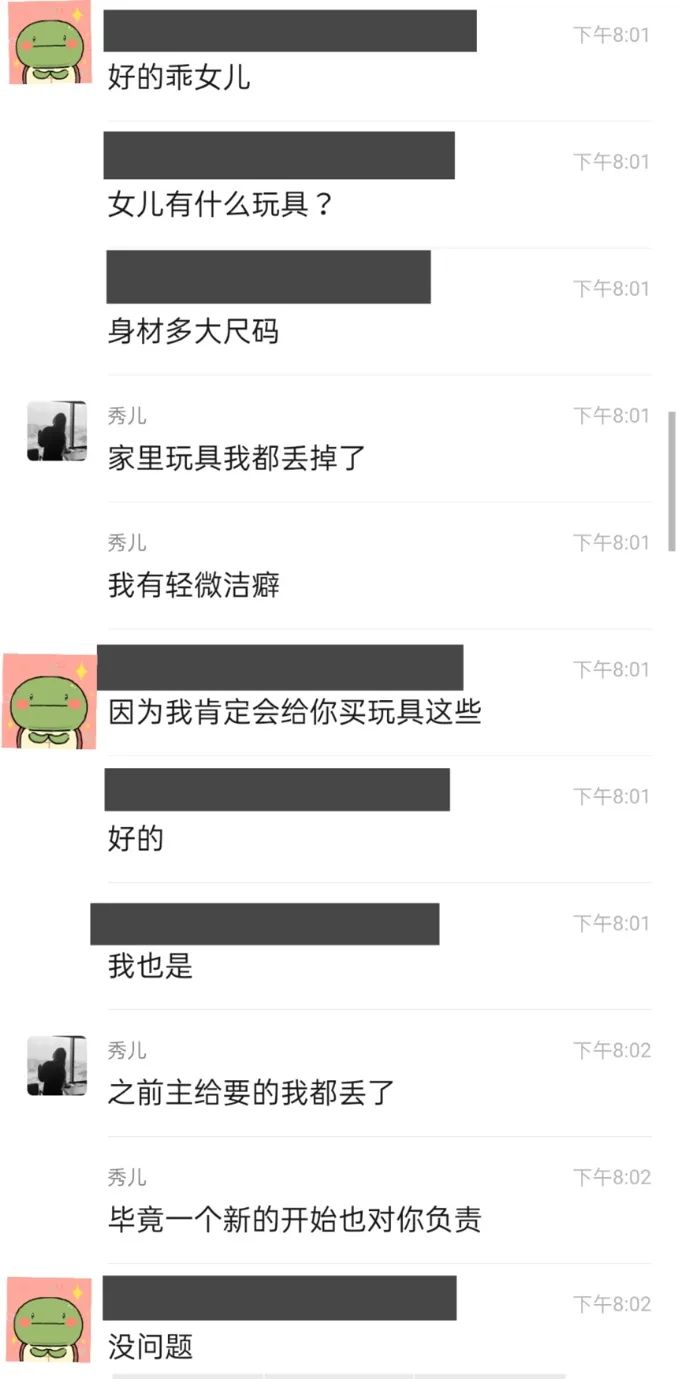 下午8:01
好的乖女儿
下午8:01
女儿有什么玩具？
下午8:01
身材多大尺码
秀儿 下午8:01
家里玩具我都丢掉了
秀儿 下午8:01
我有轻微洁癖
下午8:01
因为我肯定会给你买玩具这些
下午8:01
好的
下午8:01
我也是
秀儿 下午8:02
之前主给要的我都丢了
秀儿 下午8:02
毕竟一个新的开始也对你负责
下午8:02
没问题